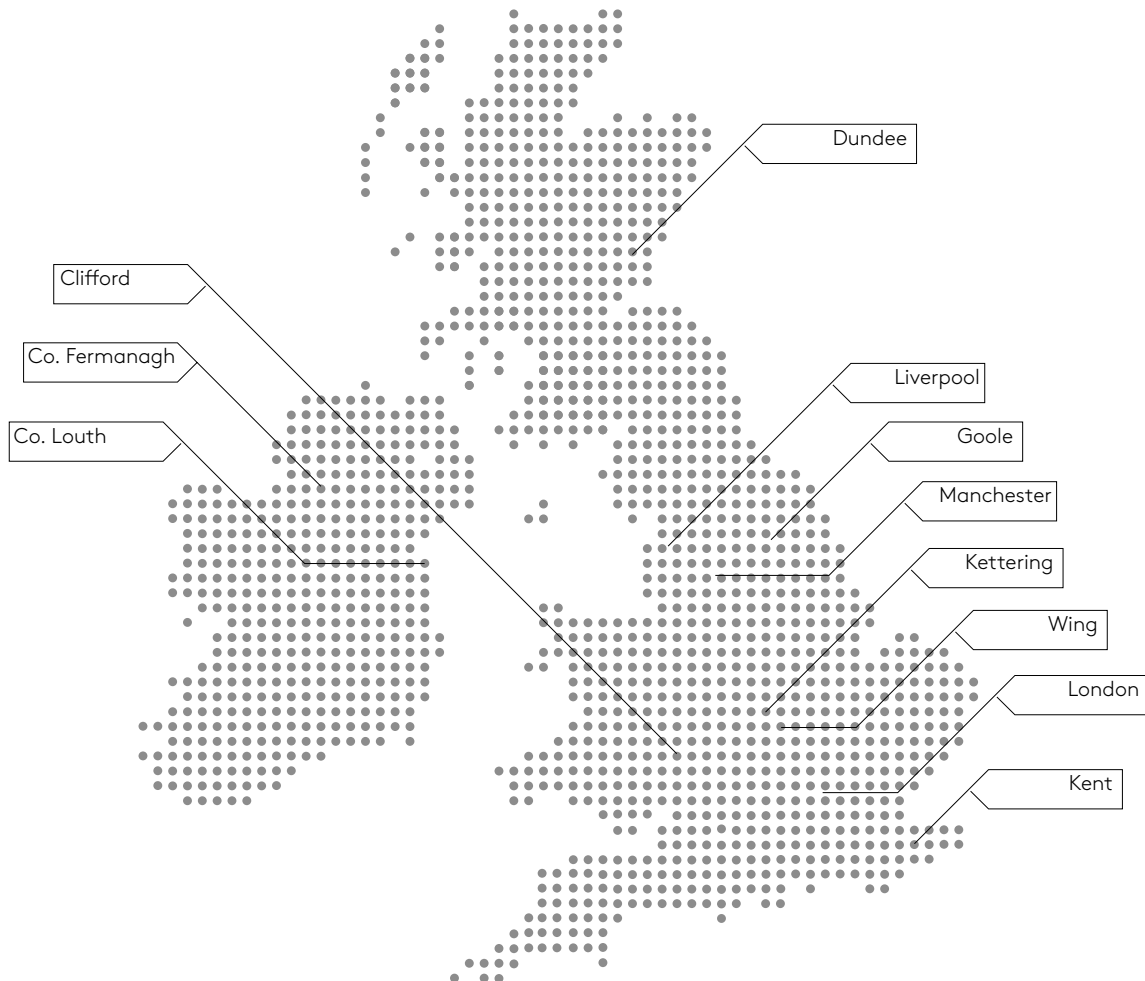 Dundee
Clifford
Co. Fermanagh
Liverpool
Co. Louth
Goole
Manchester
Kettering
Wing
London
Kent